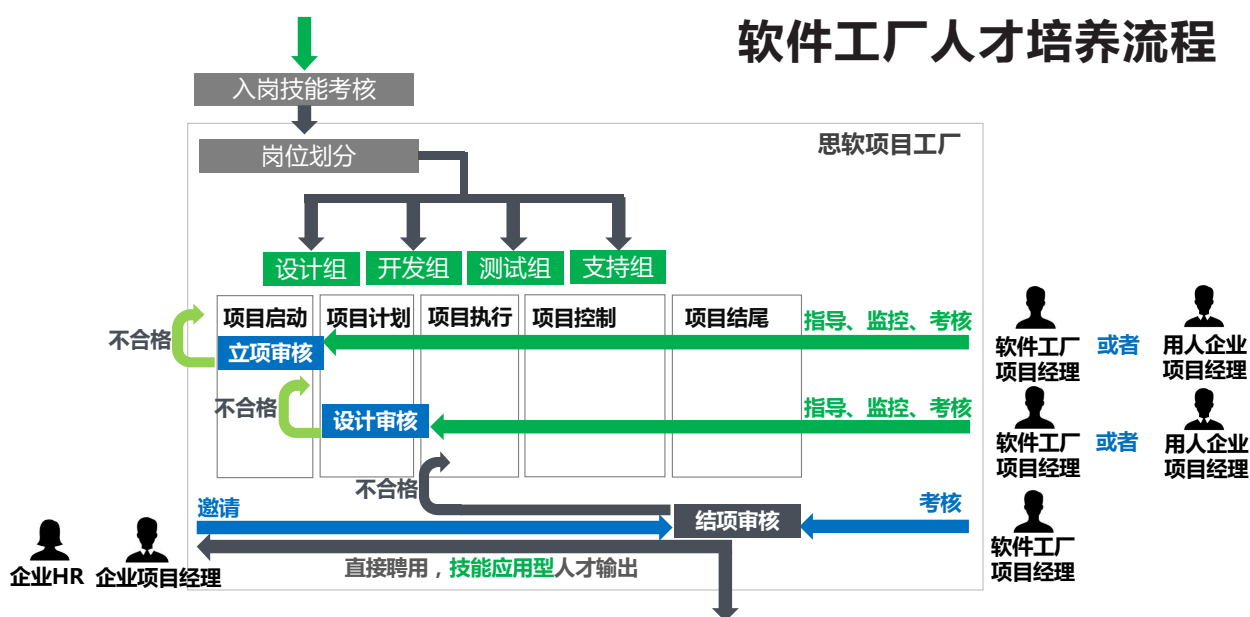 软件工厂人才培养流程
入岗技能考核
思软项目工厂
岗位划分
设计组
开发组
测试组
支持组
项目启动
项目计划
项目执行
项目控制
项目结尾
指导、监控、考核
不合格
立项审核
软件工厂
项目经理
或者
用人企业
项目经理
不合格
设计审核
指导、监控、考核
软件工厂
项目经理
或者
用人企业
项目经理
不合格
邀请
结项审核
考核
软件工厂
项目经理
企业HR
企业项目经理
直接聘用，技能应用型人才输出